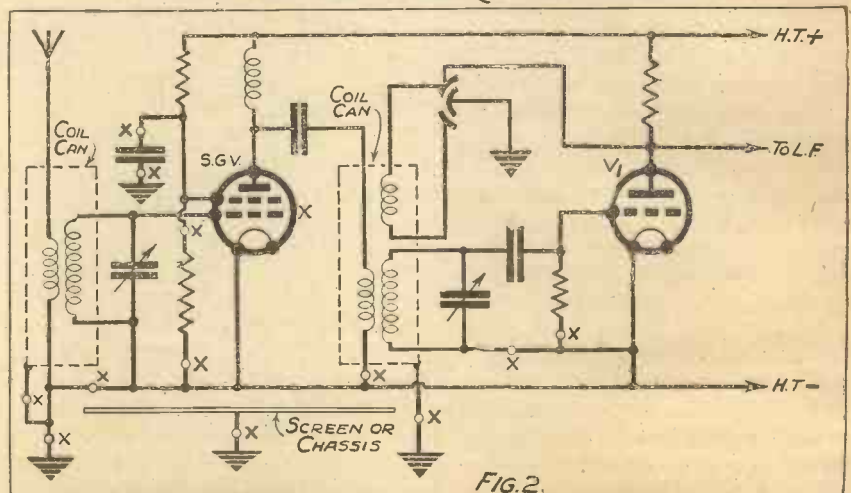 H.T.+
COIL
CAN
COIL
CAN
S.G.V.
V1
TO L.F.
X
X
X
X
X
X
X
X
X
X
X
X
X
SCREEN OR
CHASSIS
H.T-
FIG.2.